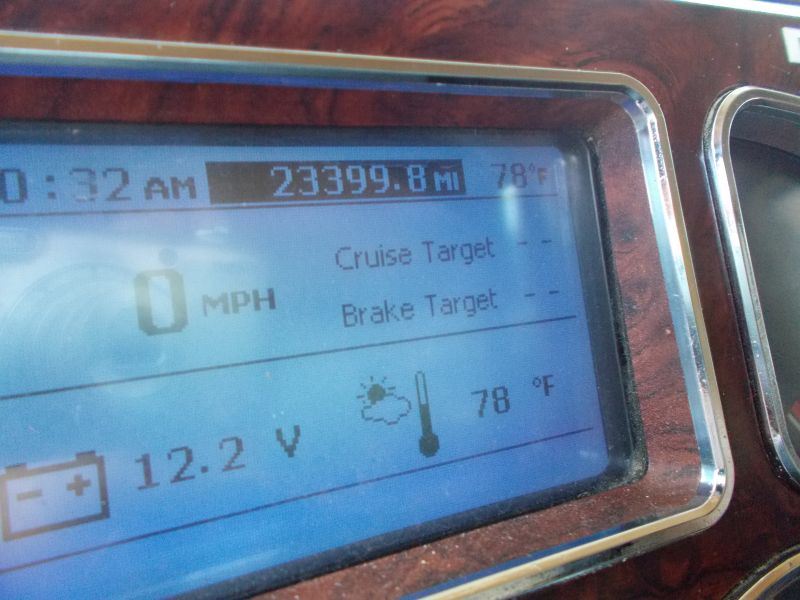 0:32 AM 23399.8 MI 78°F
Cruise Target - -
0 MPH
Brake Target - -
12.2 V 78 °F